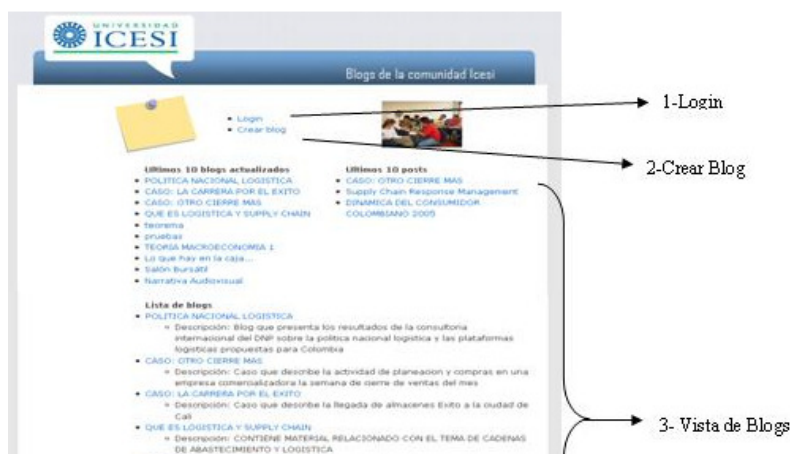 UNIVERSIDAD
ICESI
Blogs de la comunidad Icesi
Login
Crear blog
1-Login
2-Crear Blog
Ultimos 10 blogs actualizados
POLITICA NACIONAL LOGISTICA
CASO: LA CARRERA POR EL EXITO
CASO: OTRO CIERRE MAS
QUE ES LOGISTICA Y SUPPLY CHAIN
teorema
pruebas
TEORIA MACROECONOMIA 1
Lo que hay en la caja...
Salón Bursátil
Narrativa Audiovisual
Ultimos 10 posts
CASO: OTRO CIERRE MAS
Supply Chain Response Management
DINAMICA DEL CONSUMIDOR
COLOMBIANO 2005
Lista de blogs
POLITICA NACIONAL LOGISTICA
Descripción: Blog que presenta los resultados de la consultoria
internacional del DNP sobre la politica nacional logistica y las plataformas
logisticas propuestas para Colombia
CASO: OTRO CIERRE MAS
Descripción: Caso que describe la actividad de planeacion y compras en una
empresa comercializadora la semana de cierre de ventas del mes
CASO: LA CARRERA POR EL EXITO
Descripción: Caso que describe la llegada de almacenes Exito a la ciudad de
Cali
QUE ES LOGISTICA Y SUPPLY CHAIN
Descripción: CONTIENE MATERIAL RELACIONADO CON EL TEMA DE CADENAS
DE ABASTECIMIENTO Y LOGISTICA
3- Vista de Blogs